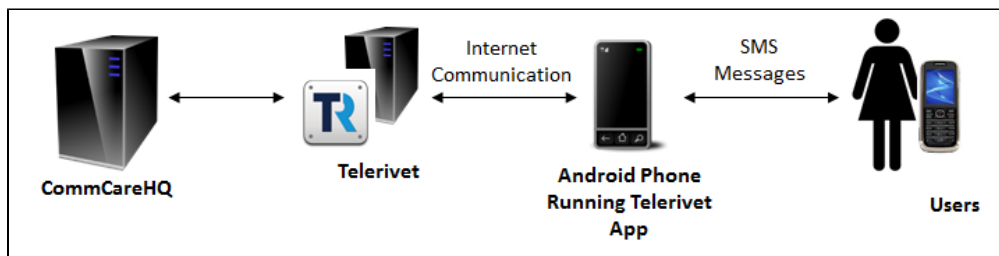 Internet
Communication
SMS
Messages
TR
CommCareHQ
Telerivet
Android Phone
Running Telerivet
App
Users